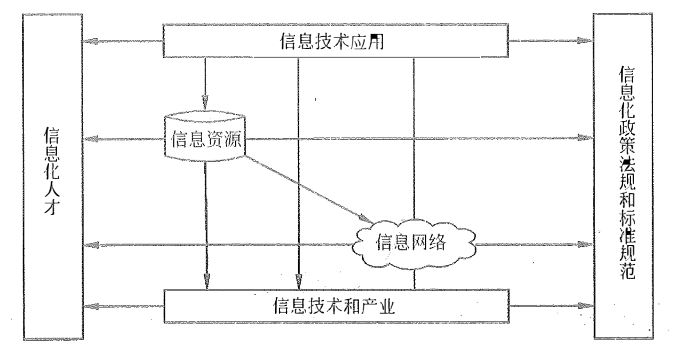 信息技术应用
信息化人才
信息资源
信息化政策法规和标准规范
信息网络
信息技术和产业